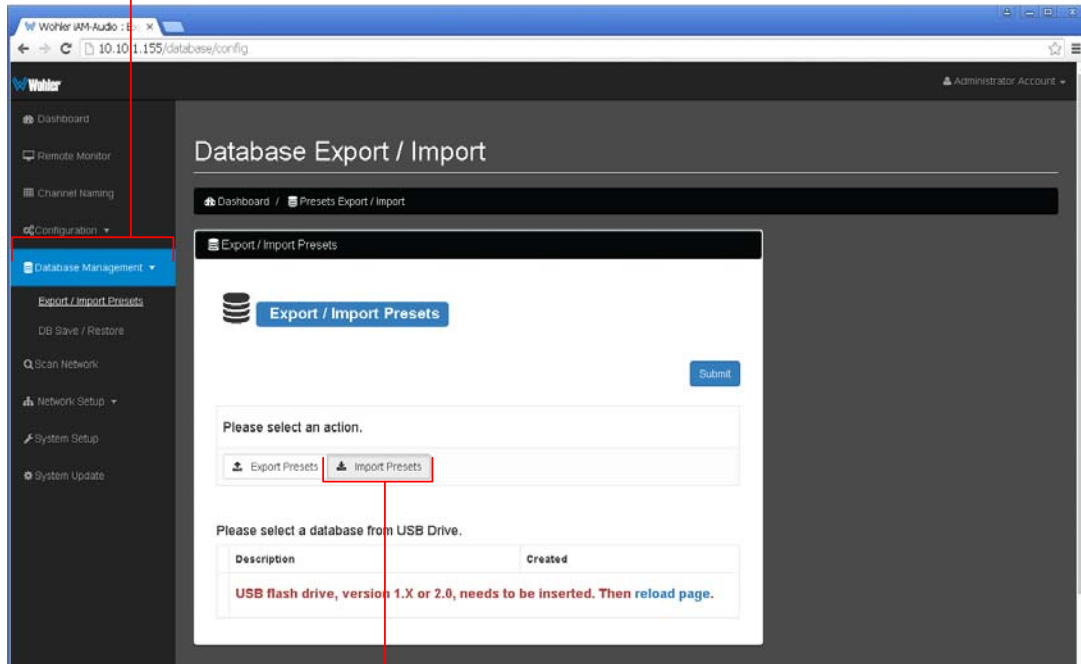 Wohler iAM-Audio : Ex
10.10.1.155/database/config
Wohler
Administrator Account
Dashboard
Remote Monitor
Channel Naming
Configuration
Database Management
Export / Import Presets
DB Save / Restore
Scan Network
Network Setup
System Setup
System Update
Database Export / Import
Dashboard / Presets Export / Import
Export / Import Presets
Export / Import Presets
Submit
Please select an action.
Export Presets
Import Presets
Please select a database from USB Drive.
Description Created
USB flash drive, version 1.X or 2.0, needs to be inserted. Then reload page.